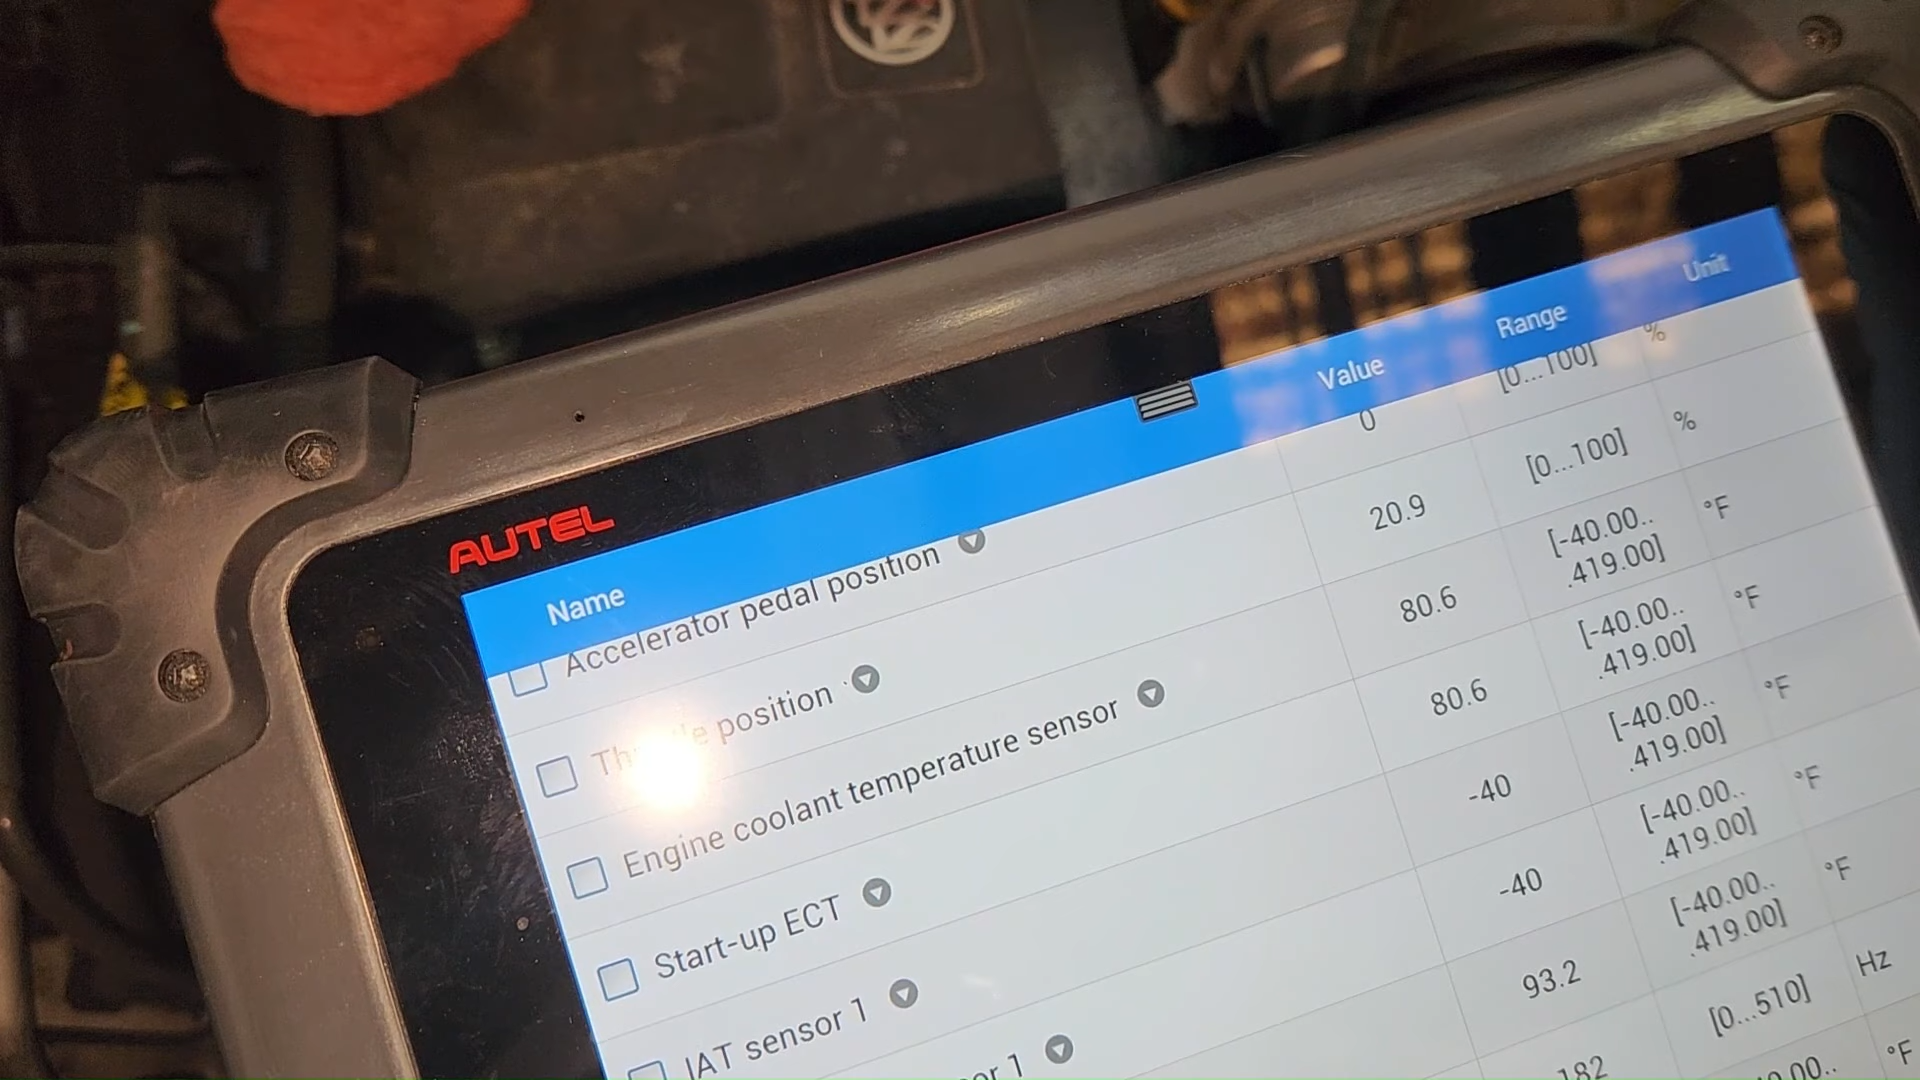 AUTEL
Name Value Range Unit
Accelerator pedal position 0 [0...100] %
position 20.9 [0...100] %
Engine coolant temperature sensor 80.6 [-40.00.. °F
.419.00]
Start-up ECT 80.6 [-40.00.. °F
.419.00]
IAT sensor 1 -40 [-40.00.. °F
.419.00]
1 -40 [-40.00.. °F
.419.00]
93.2 [-40.00.. °F
.419.00]
182 [0...510] Hz
°F